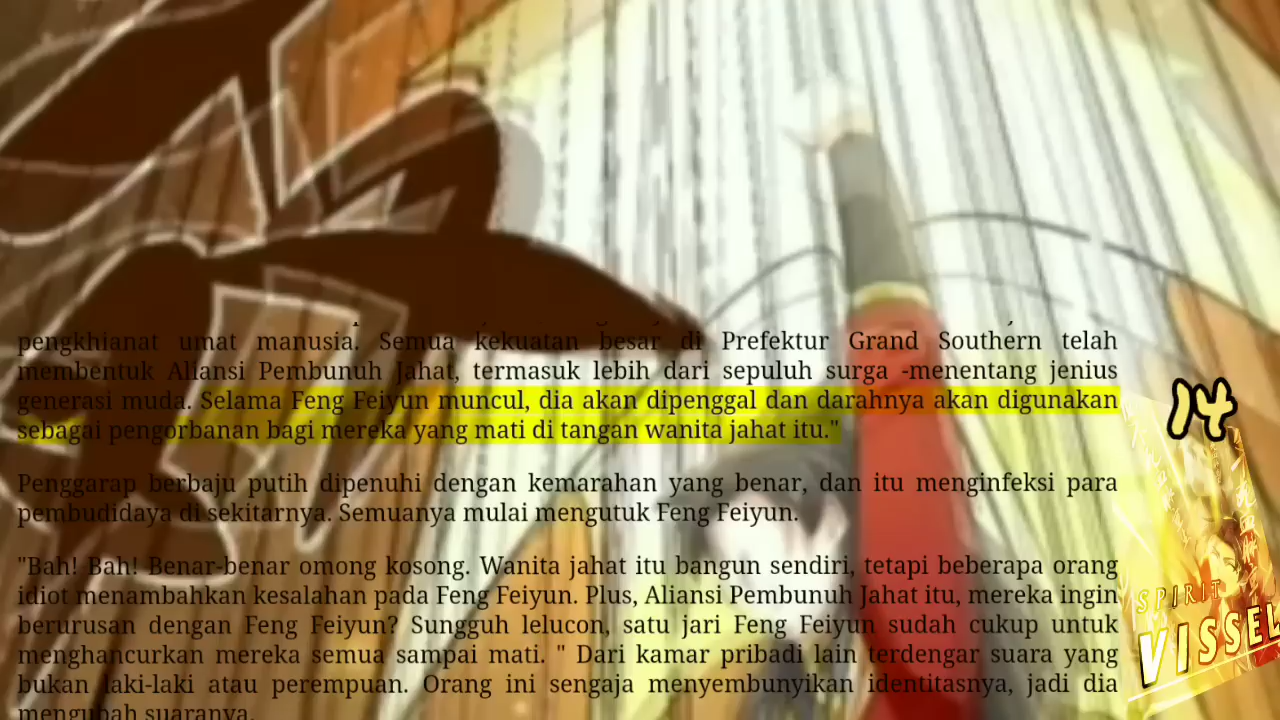 pengkhianat umat manusia. Semua kekuatan besar di Prefektur Grand Southern telah
membentuk Aliansi Pembunuh Jahat, termasuk lebih dari sepuluh surga -menentang jenius
generasi muda. Selama Feng Feiyun muncul, dia akan dipenggal dan darahnya akan digunakan
sebagai pengorbanan bagi mereka yang mati di tangan wanita jahat itu."
Penggarap berbaju putih dipenuhi dengan kemarahan yang benar, dan itu menginfeksi para
pembudidaya di sekitarnya. Semuanya mulai mengutuk Feng Feiyun.
"Bah! Bah! Benar-benar omong kosong. Wanita jahat itu bangun sendiri, tetapi beberapa orang
idiot menambahkan kesalahan pada Feng Feiyun. Plus, Aliansi Pembunuh Jahat itu, mereka ingin
berurusan dengan Feng Feiyun? Sungguh lelucon, satu jari Feng Feiyun sudah cukup untuk
menghancurkan mereka semua sampai mati. " Dari kamar pribadi lain terdengar suara yang
bukan laki-laki atau perempuan. Orang ini sengaja menyembunyikan identitasnya, jadi dia
mengubah suaranya.
14
SPIRIT
VISSEL